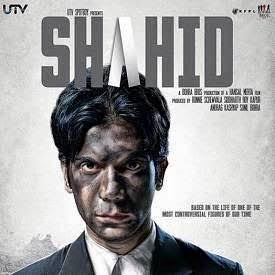 UTV
UTV SPOTBOY PRESENTS
SHAHID
A BOHRA BROS PRODUCTION OF A HANSAL MEHTA FILM
PRODUCED BY RONNIE SCREWVALA SIDDHARTH ROY KAPUR
ANURAG KASHYAP SUNIL BOHRA
BASED ON THE LIFE OF ONE OF THE
MOST CONTROVERSIAL FIGURES OF OUR TIME